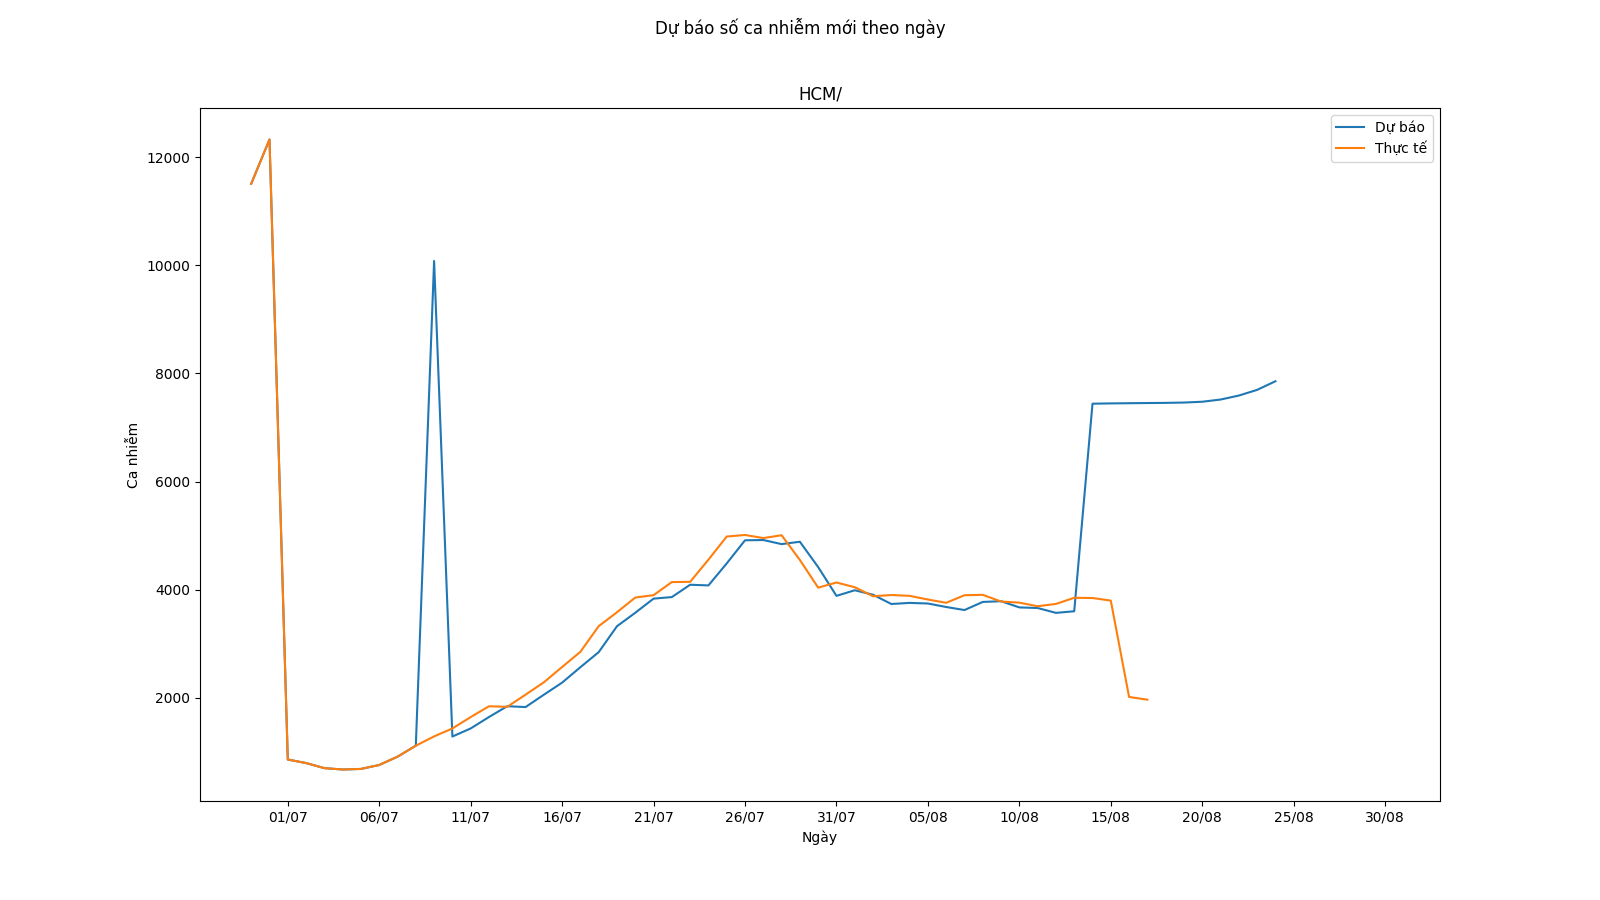 Dự báo số ca nhiễm mới theo ngày
HCM/
Dự báo
Thực tế
12000
10000
8000
6000
4000
2000
Ca nhiễm
01/07 06/07 11/07 16/07 21/07 26/07 31/07 05/08 10/08 15/08 20/08 25/08 30/08
Ngày